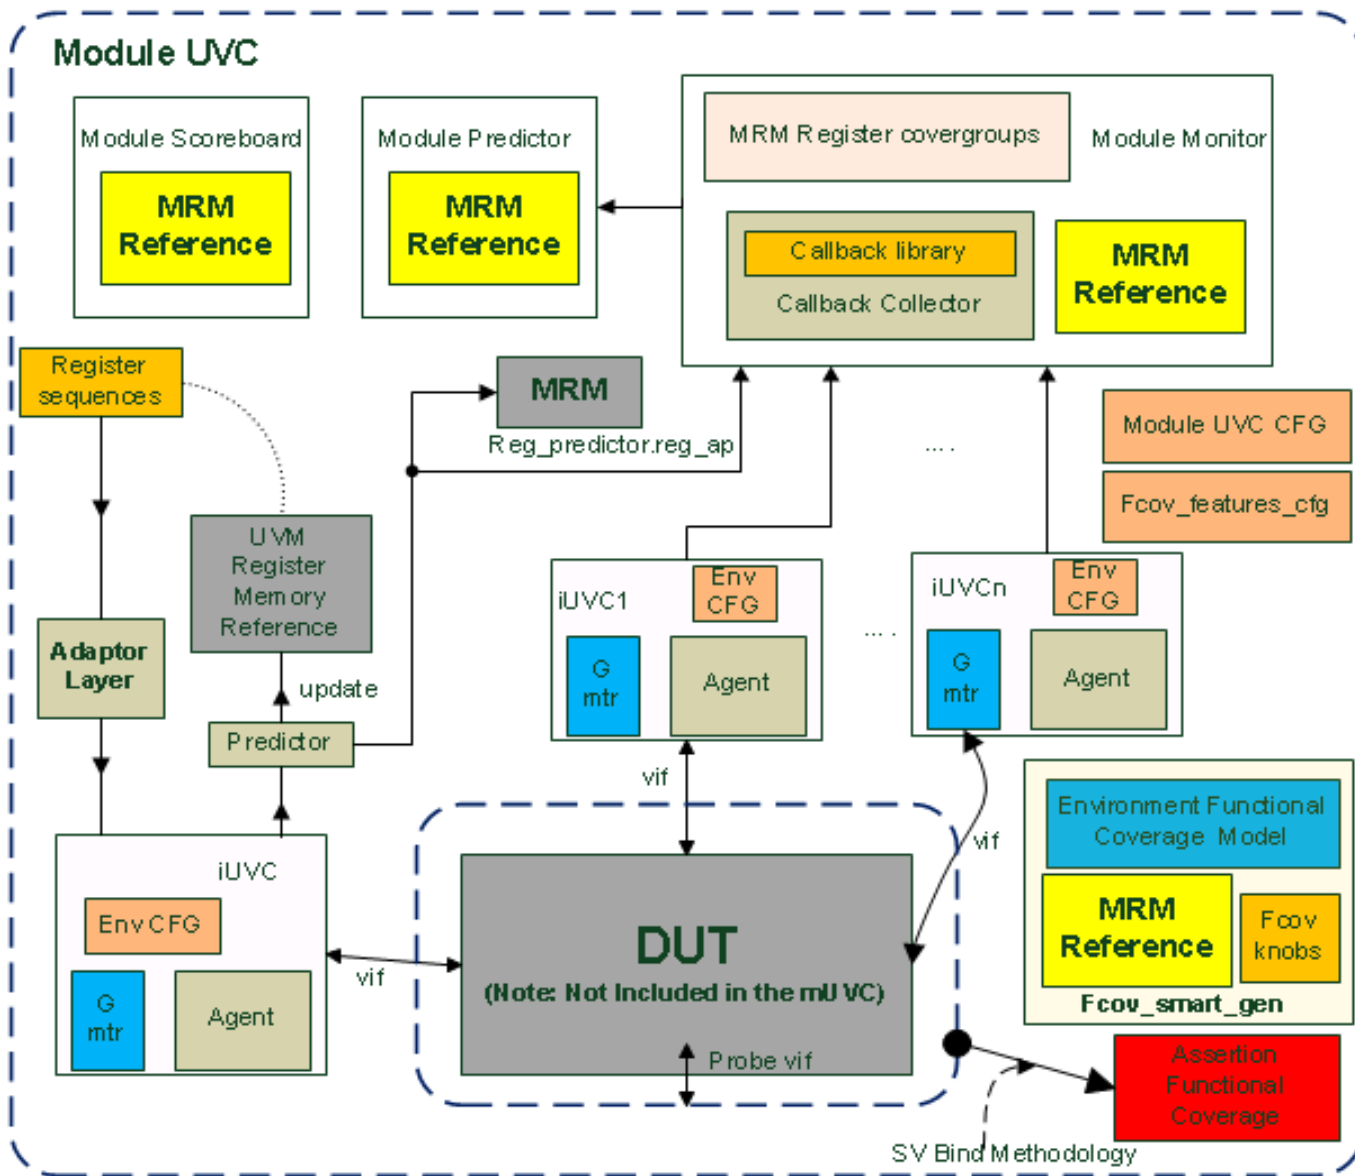 Module UVC
Module Scoreboard
MRM
Reference
Module Predictor
MRM
Reference
MRM Register covergroups
Module Monitor
Callback library
Callback Collector
MRM
Reference
Register
sequences
MRM
Reg_predictor.reg_ap
....
Module UVC CFG
Fcov_features_cfg
UVM
Register
Memory
Reference
Adaptor
Layer
update
Predictor
iUVC1
Env
CFG
G
mtr
Agent
....
iUVCn
Env
CFG
G
mtr
Agent
vif
vif
iUVC
Env CFG
G
mtr
Agent
vif
DUT
(Note: Not Included in the mUVC)
Probe vif
Environment Functional
Coverage Model
MRM
Reference
Fcov
knobs
Fcov_smart_gen
Assertion
Functional
Coverage
SV Bind Methodology